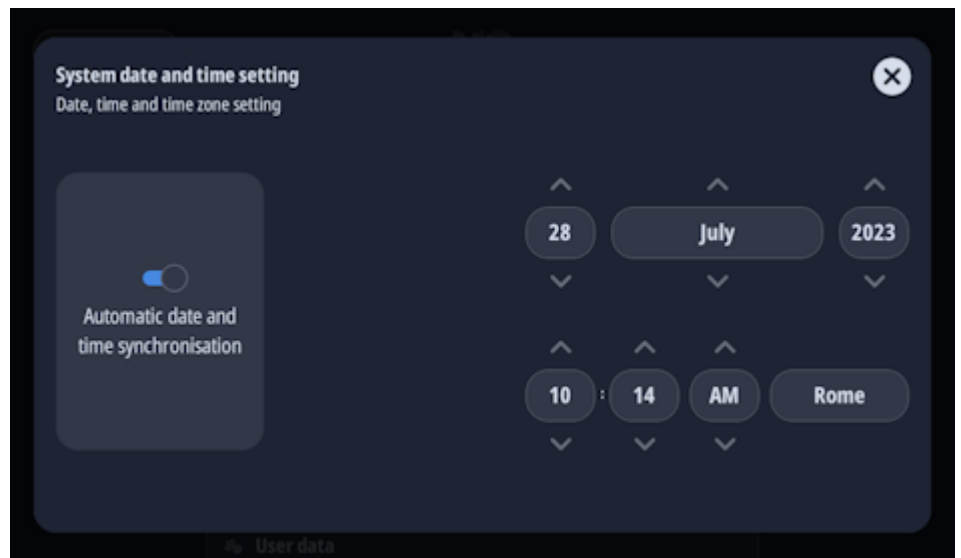 System date and time setting
Date, time and time zone setting
28 July 2023
Automatic date and
time synchronisation
10 : 14 AM Rome
User data